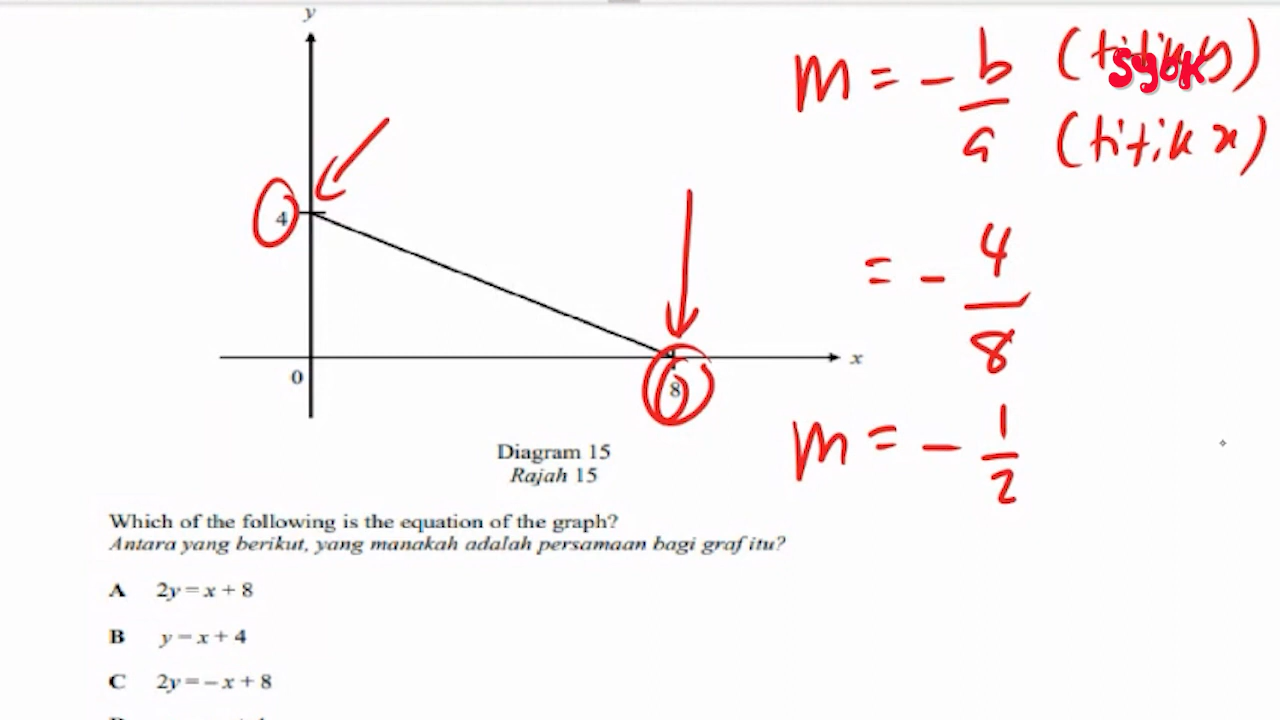 y
m = - b (titik y)
a (titik x)
Syok
4
= - 4/8
x
0
8
m = - 1/2
Diagram 15
Rajah 15
Which of the following is the equation of the graph?
Antara yang berikut, yang manakah adalah persamaan bagi graf itu?
A 2y = x + 8
B y = x + 4
C 2y = - x + 8